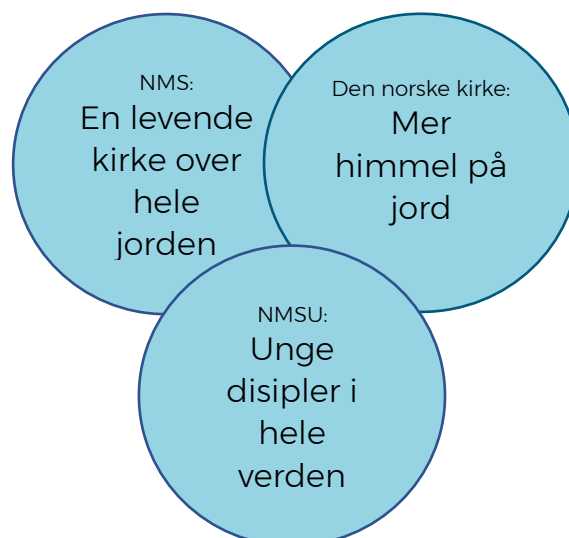 NMS:
En levende
kirke over
hele
jorden
Den norske kirke:
Mer
himmel på
jord
NMSU:
Unge
disipler i
hele
verden